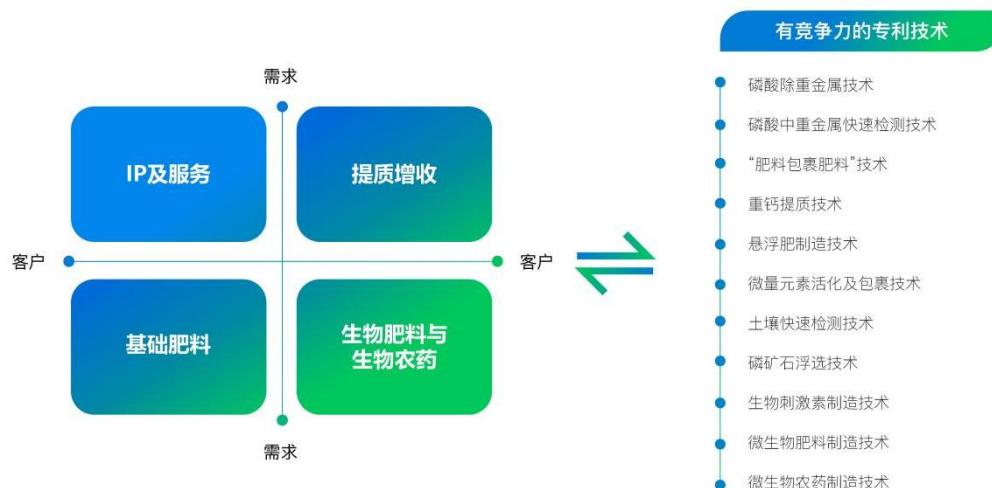 需求
IP及服务
提质增收
客户
客户
基础肥料
生物肥料与
生物农药
需求
有竞争力的专利技术
磷酸除重金属技术
磷酸中重金属快速检测技术
“肥料包裹肥料”技术
重钙提质技术
悬浮肥制造技术
微量元素活化及包裹技术
土壤快速检测技术
磷矿石浮选技术
生物刺激素制造技术
微生物肥料制造技术
微生物农药制造技术